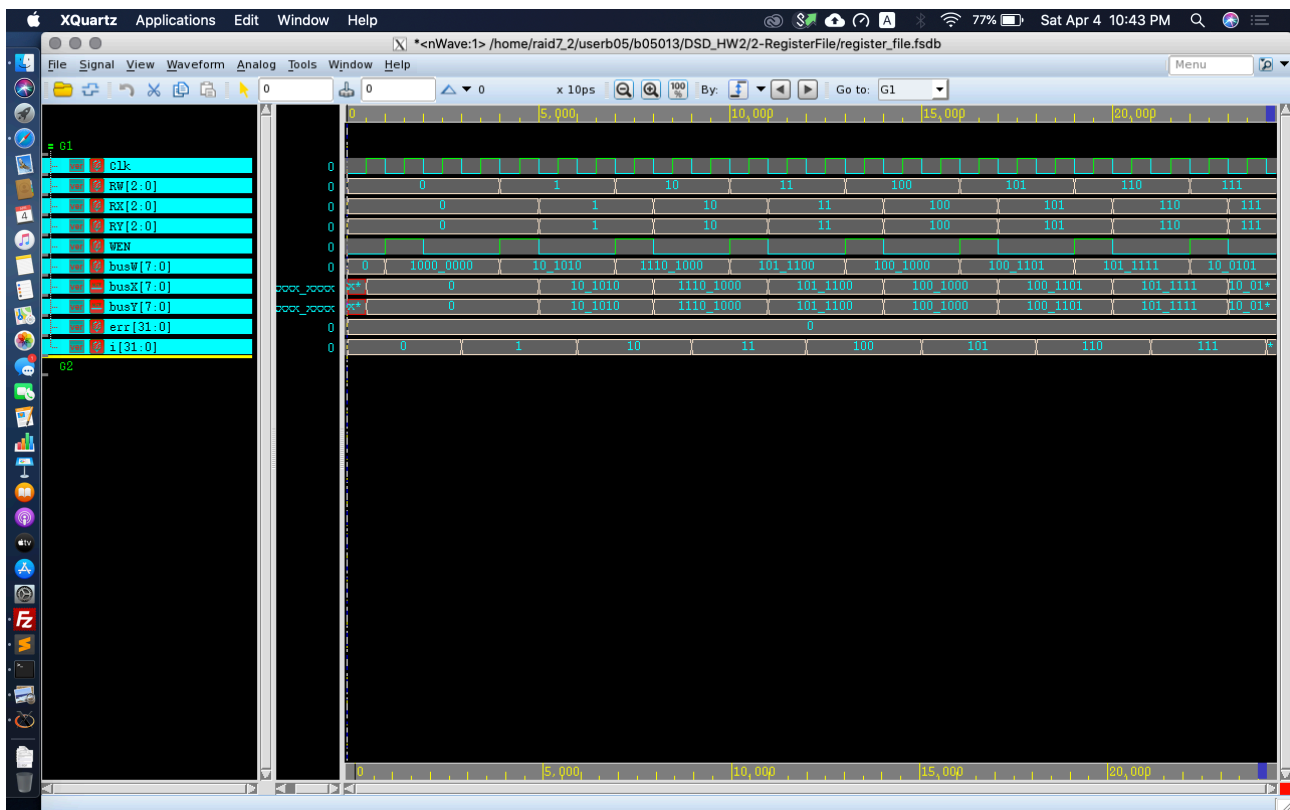 XQuartz Applications Edit Window Help A 77% Sat Apr 4 10:43 PM
X *<nWave:1> /home/raid7_2/userb05/b05013/DSD_HW2/2-RegisterFile/register_file.fsdb
File Signal View Waveform Analog Tools Window Help Menu
0 0 0 x 10ps 100% By: Go to: G1
0 5,000 10,000 15,000 20,000
= G1
Clk 0
RW[2:0] 0 0 1 10 11 100 101 110 111
RX[2:0] 0 0 1 10 11 100 101 110 111
RY[2:0] 0 0 1 10 11 100 101 110 111
WEN 0
busW[7:0] 0 0 1000_0000 10_1010 1110_1000 101_1100 100_1000 100_1101 101_1111 10_0101
busX[7:0] xxxx_xxxx x* 0 10_1010 1110_1000 101_1100 100_1000 100_1101 101_1111 10_01*
busY[7:0] xxxx_xxxx x* 0 10_1010 1110_1000 101_1100 100_1000 100_1101 101_1111 10_01*
err[31:0] 0 0
i[31:0] 0 0 1 10 11 100 101 110 111 *
G2
0 5,000 10,000 15,000 20,000